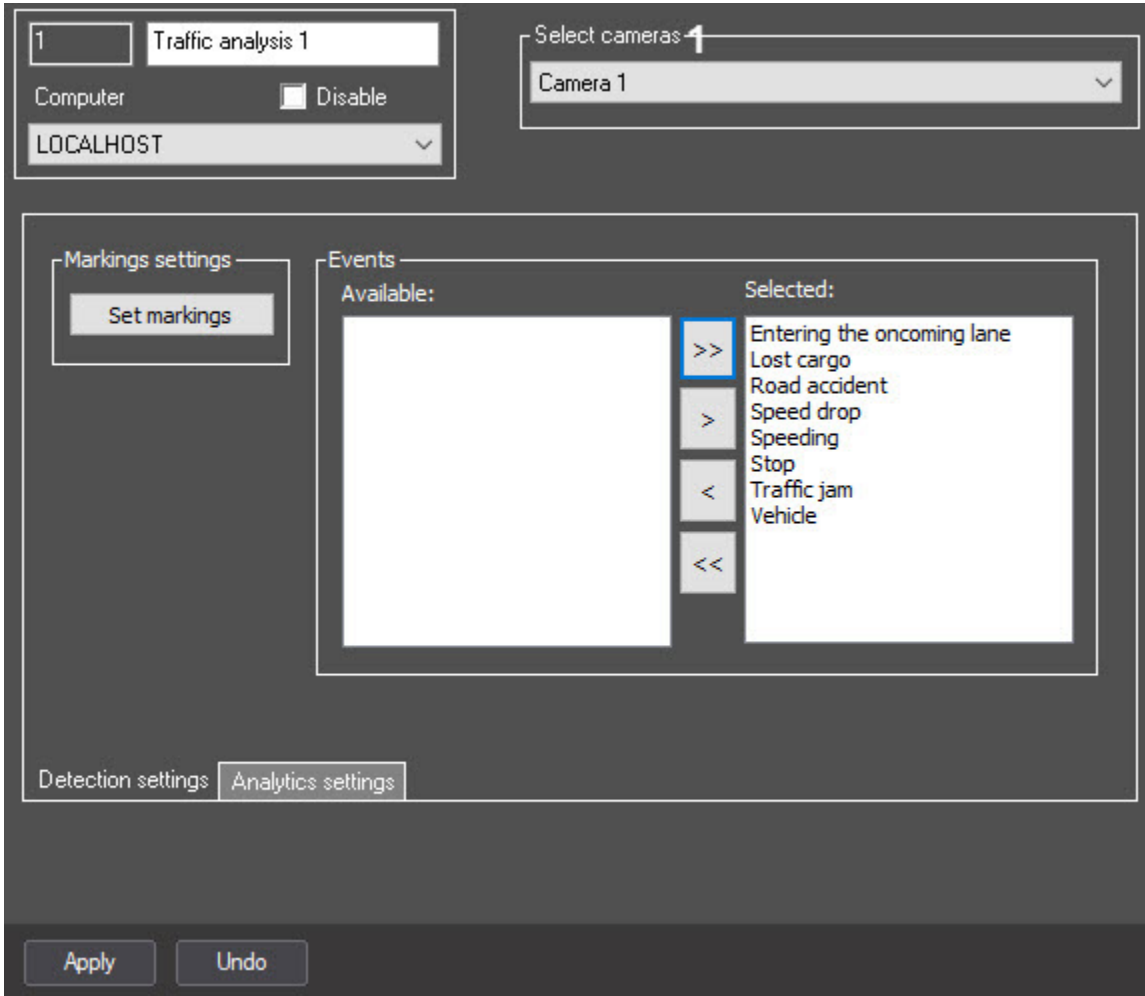 1
Traffic analysis 1
Computer
Disable
LOCALHOST
Select cameras 1
Camera 1
Markings settings
Set markings
Events
Available:
>>
>
<
<<
Selected:
Entering the oncoming lane
Lost cargo
Road accident
Speed drop
Speeding
Stop
Traffic jam
Vehicle
Detection settings
Analytics settings
Apply
Undo